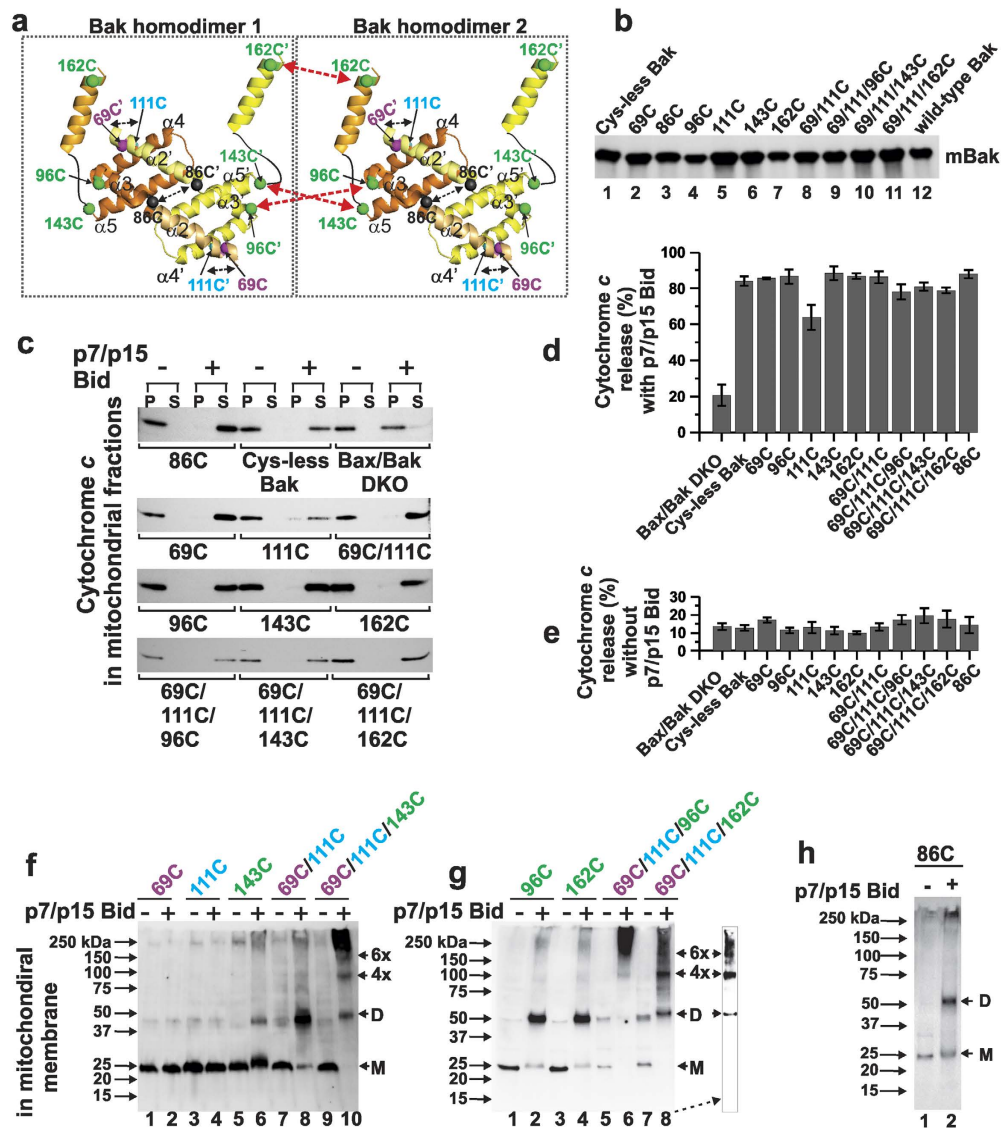 a
Bak homodimer 1
Bak homodimer 2
162C
162C'
162C
162C'
69C'
111C
69C'
111C
α4
α4
α2'
α2'
143C'
143C'
86C'
86C'
α5'
α5'
96C
α3
α3
96C
α3
α3
143C
86C
143C
86C
α5
α2
96C'
α5
α2
96C'
α4'
111C'
69C
α4'
111C'
69C
b
Cys-less Bak
69C
86C
96C
111C
143C
162C
69/111C
69/111/96C
69/111/143C
69/111/162C
wild-type Bak
mBak
1 2 3 4 5 6 7 8 9 10 11 12
c
p7/p15
Bid
- + - + - +
P S P S P S P S P S P S
Cytochrome c
in mitochondrial fractions
86C
Cys-less
Bak
Bax/Bak
DKO
69C
111C
69C/111C
96C
143C
162C
69C/
111C/
96C
69C/
111C/
143C
69C/
111C/
162C
d
Cytochrome c
release (%)
with p7/p15 Bid
100
80
60
40
20
0
Bax/Bak DKO
Cys-less Bak
69C
96C
111C
143C
162C
69C/111C
69C/111C/96C
69C/111C/143C
69C/111C/162C
86C
e
Cytochrome c
release (%)
without
p7/p15 Bid
30
20
10
0
Bax/Bak DKO
Cys-less Bak
69C
96C
111C
143C
162C
69C/111C
69C/111C/96C
69C/111C/143C
69C/111C/162C
86C
in mitochondiral
membrane
f
69C
111C
143C
69C/111C
69C/111C/143C
p7/p15 Bid
- + - + - + - + - +
250 kDa
150
100
75
50
37
25
20
15
6x
4x
D
M
1 2 3 4 5 6 7 8 9 10
g
96C
162C
69C/111C/96C
69C/111C/162C
p7/p15 Bid
- + - + - + - +
250 kDa
150
100
75
50
37
25
20
15
6x
4x
D
M
1 2 3 4 5 6 7 8
h
86C
p7/p15 Bid
- +
250 kDa
150
100
75
50
37
25
20
15
D
M
1 2